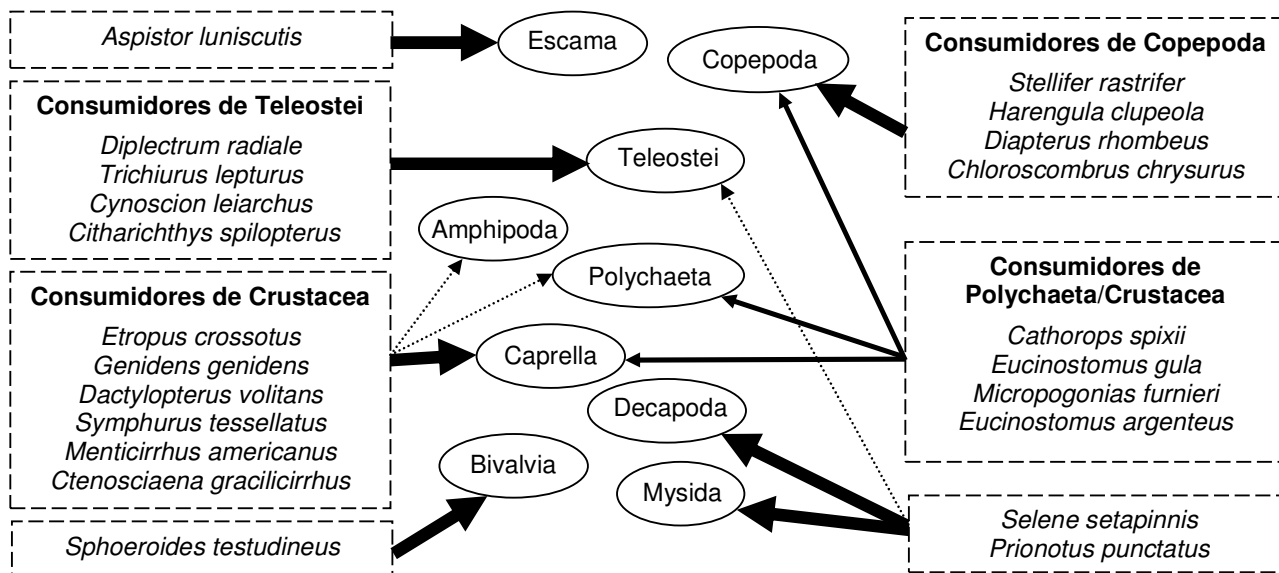 Aspistor luniscutis
Consumidores de Teleostei
Diplectrum radiale
Trichiurus lepturus
Cynoscion leiarchus
Citharichthys spilopterus
Consumidores de Crustacea
Etropus crossotus
Genidens genidens
Dactylopterus volitans
Symphurus tessellatus
Menticirrhus americanus
Ctenosciaena gracilicirrhus
Sphoeroides testudineus
Escama
Copepoda
Teleostei
Amphipoda
Polychaeta
Caprella
Decapoda
Bivalvia
Mysida
Consumidores de Copepoda
Stellifer rastrifer
Harengula clupeola
Diapterus rhombeus
Chloroscombrus chrysurus
Consumidores de
Polychaeta/Crustacea
Cathorops spixii
Eucinostomus gula
Micropogonias furnieri
Eucinostomus argenteus
Selene setapinnis
Prionotus punctatus